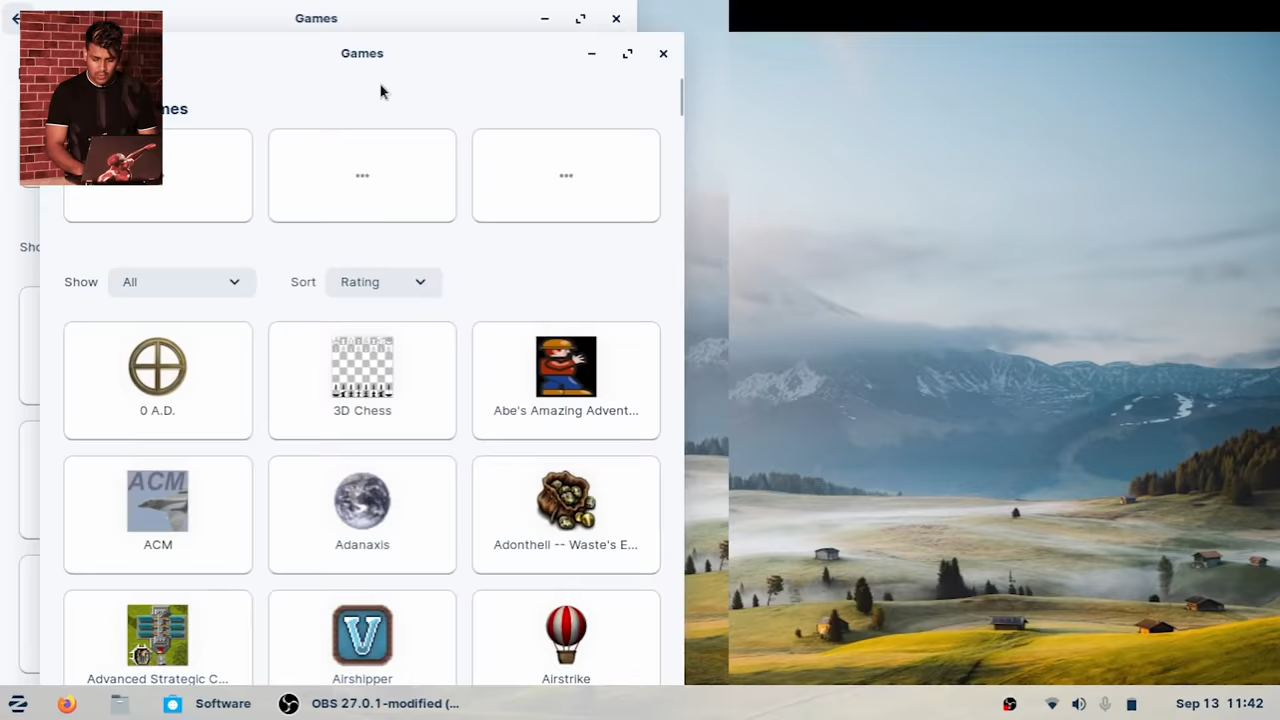 Games
Games
mes
Sho
Show All Sort Rating
0 A.D. 3D Chess Abe's Amazing Advent...
ACM
ACM Adanaxis Adonthell -- Waste's E...
V
Advanced Strategic C... Airshipper Airstrike
Software OBS 27.0.1-modified (... Sep 13 11:42